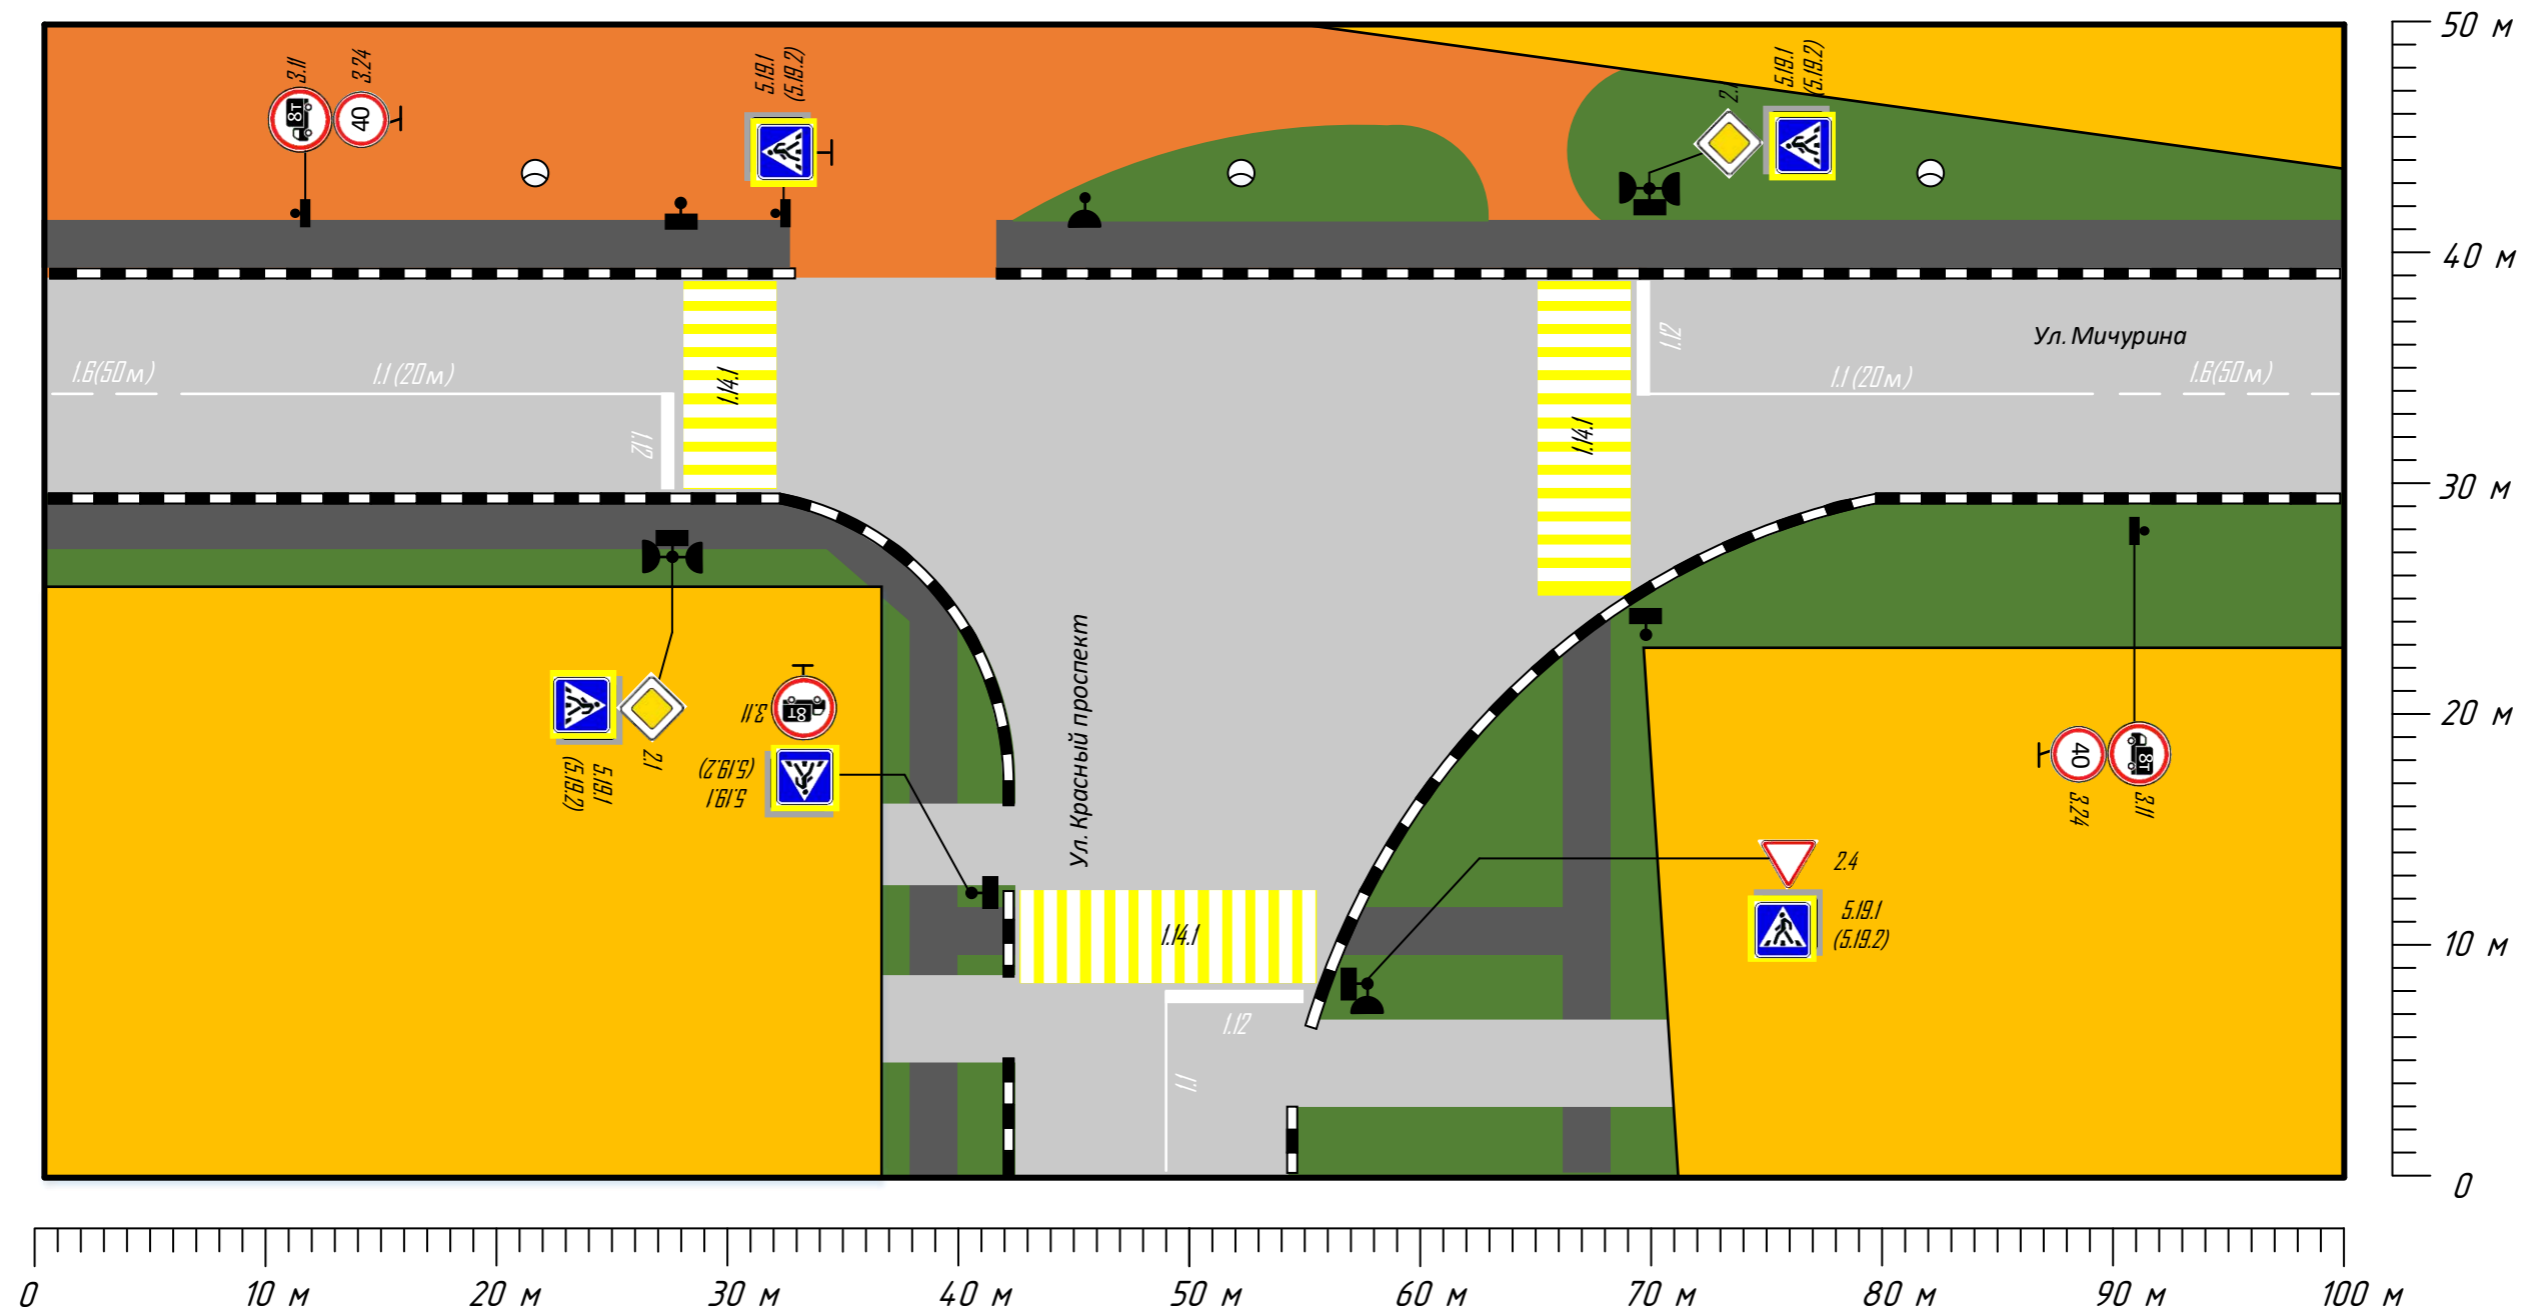 50 м
3.11
3.24
5.19.1
(5.19.2)
2.
5.19.1
(5.19.2)
8т
40
40 м
1.12
Ул. Мичурина
1.6(50м)
1.1 (20м)
1.14.1
1.1 (20м)
1.6(50м)
1.12
1.14.1
30 м
Ул. Красный проспект
20 м
3.11
8т
40
8т
2.1
(5.19.2)
5.19.1
5.19.1
(5.19.2)
3.24
3.11
2.4
5.19.1
(5.19.2)
1.14.1
10 м
1.12
1.1
0
0
10 м
20 м
30 м
40 м
50 м
60 м
70 м
80 м
90 м
100 м